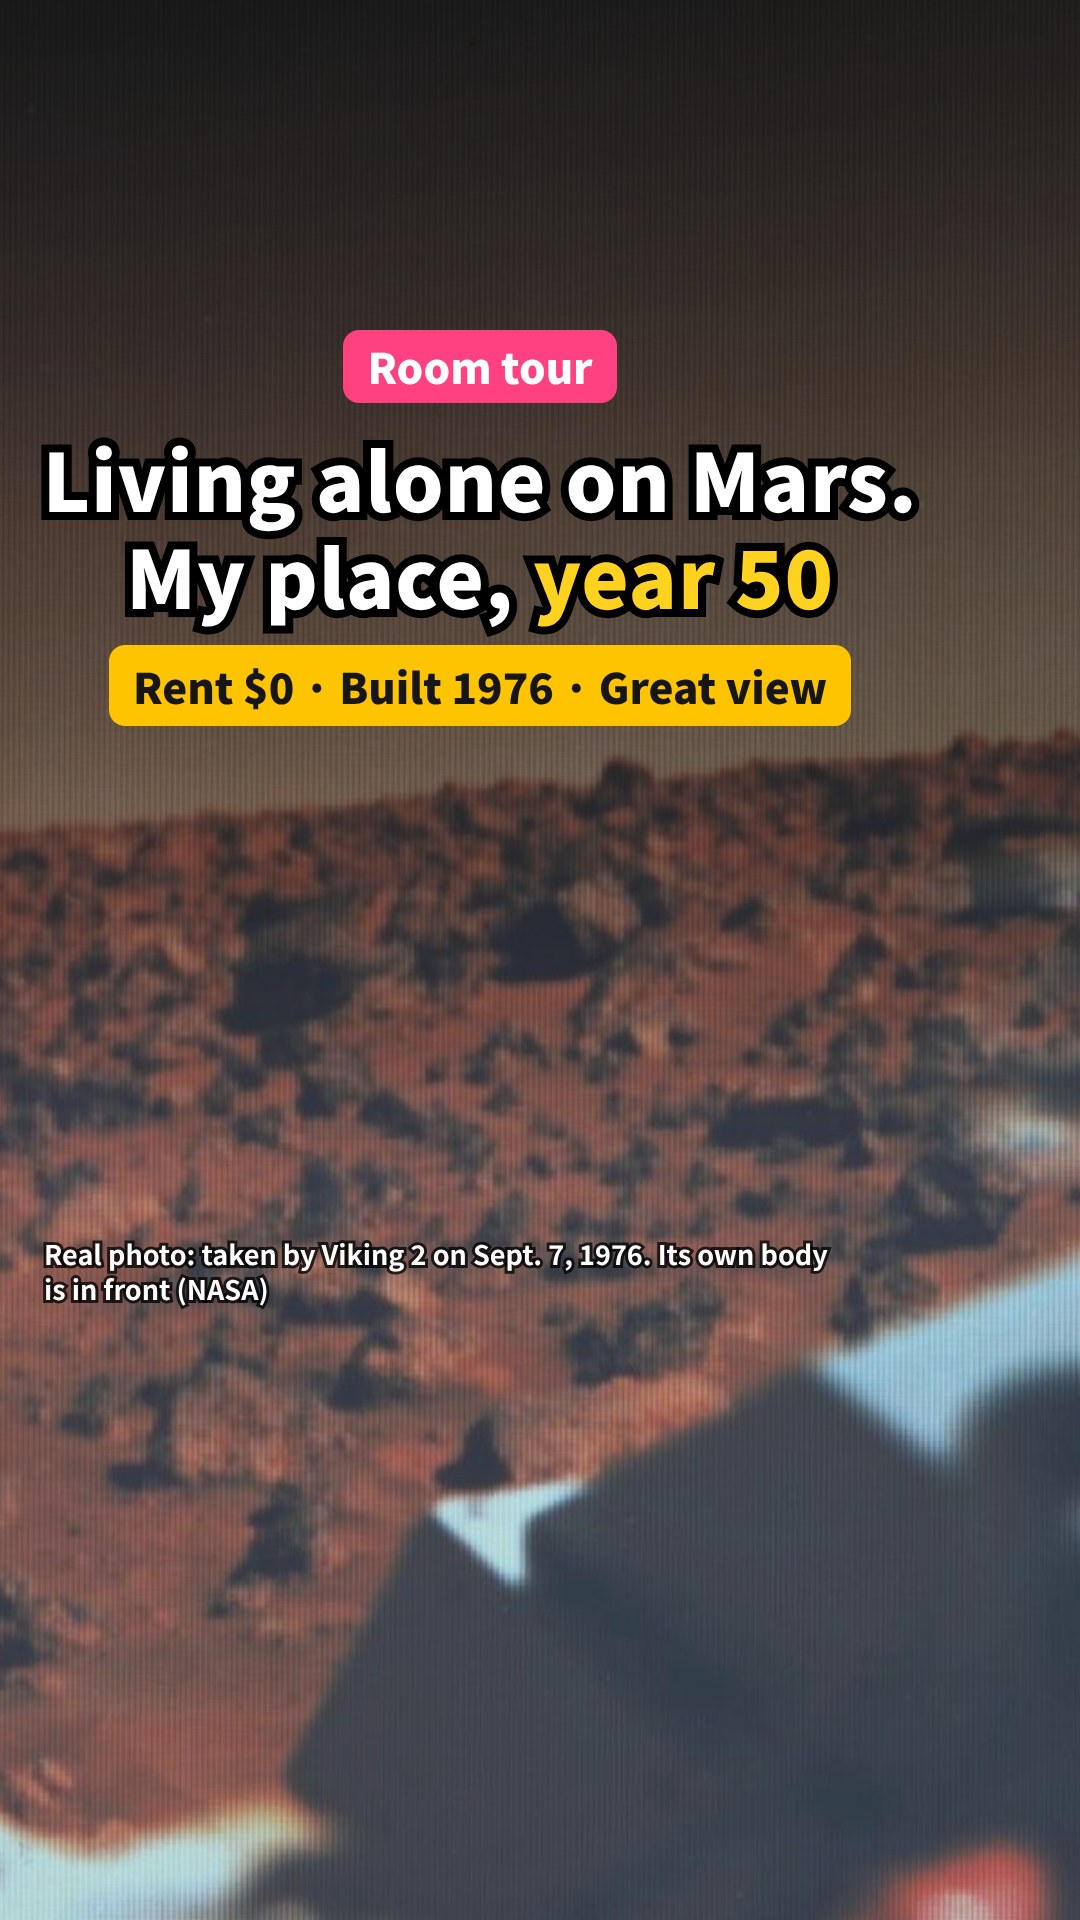 Room tour
Living alone on Mars.
My place, year 50
Rent $0・Built 1976・Great view
Real photo: taken by Viking 2 on Sept. 7, 1976. Its own body
is in front (NASA)